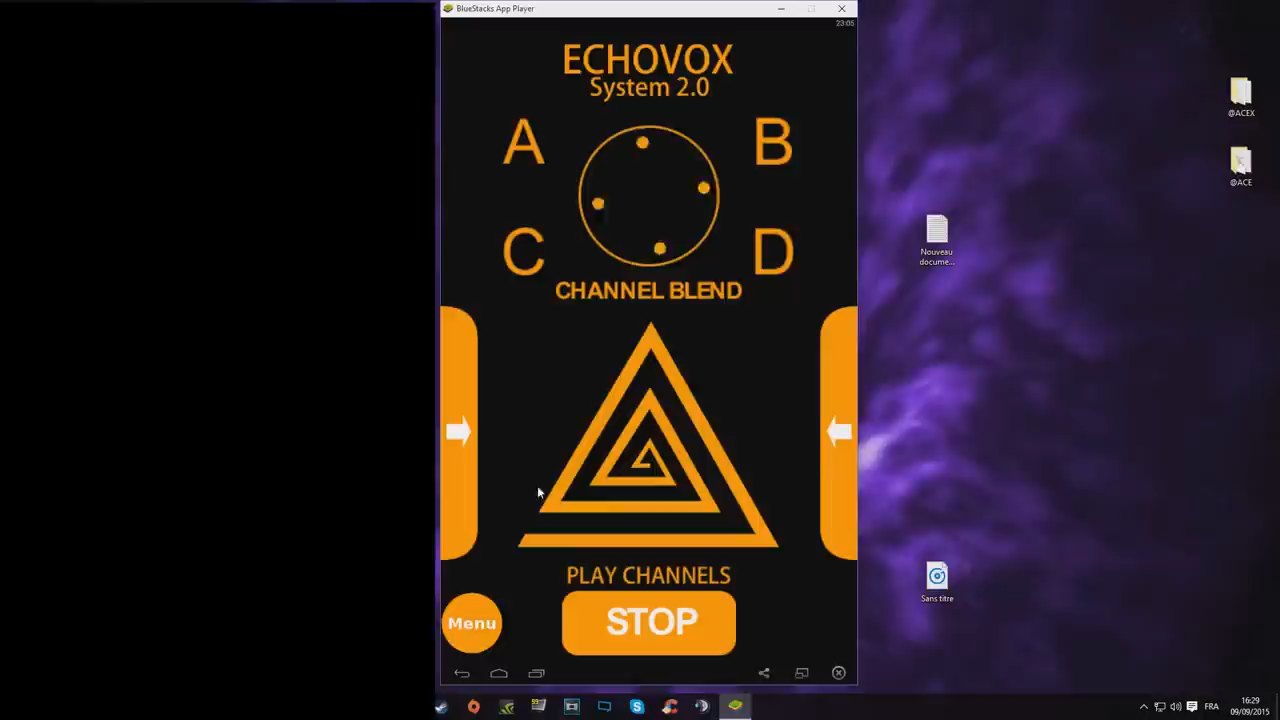 BlueStacks App Player
23:05
ECHOVOX
System 2.0
A
B
C
D
CHANNEL BLEND
PLAY CHANNELS
STOP
Menu
@ACEX
@ACE
Nouveau
docume...
Sans titre
FRA
16:29
09/09/2015